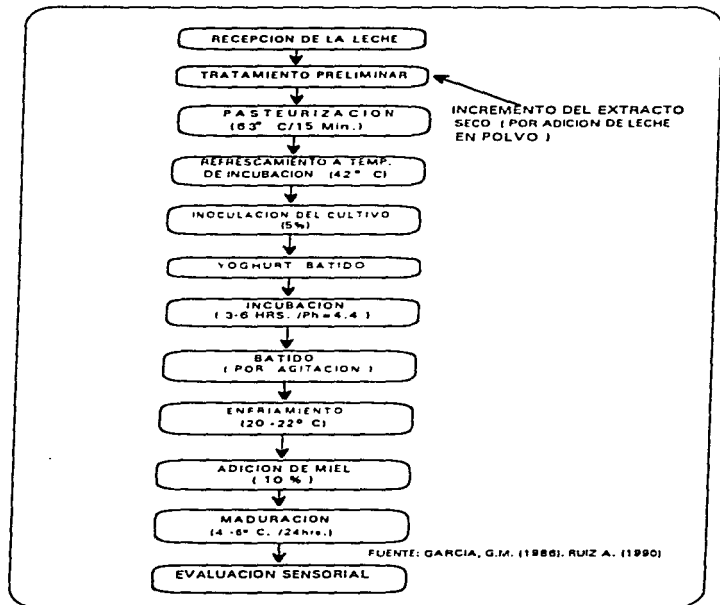 RECEPCION DE LA LECHE
TRATAMIENTO PRELIMINAR
INCREMENTO DEL EXTRACTO
SECO ( POR ADICION DE LECHE
EN POLVO )
PASTEURIZACION
(63° C/15 Min.)
REFRESCAMIENTO A TEMP.
DE INCUBACION (42° C)
INOCULACION DEL CULTIVO
(5%)
YOGHURT BATIDO
INCUBACION
( 3-6 HRS. /Ph=4.4 )
BATIDO
( POR AGITACION )
ENFRIAMIENTO
(20 -22° C)
ADICION DE MIEL
( 10 % )
MADURACION
(4 -6° C. /24hrs.)
FUENTE: GARCIA, G.M. (1986). RUIZ A. (1990)
EVALUACION SENSORIAL